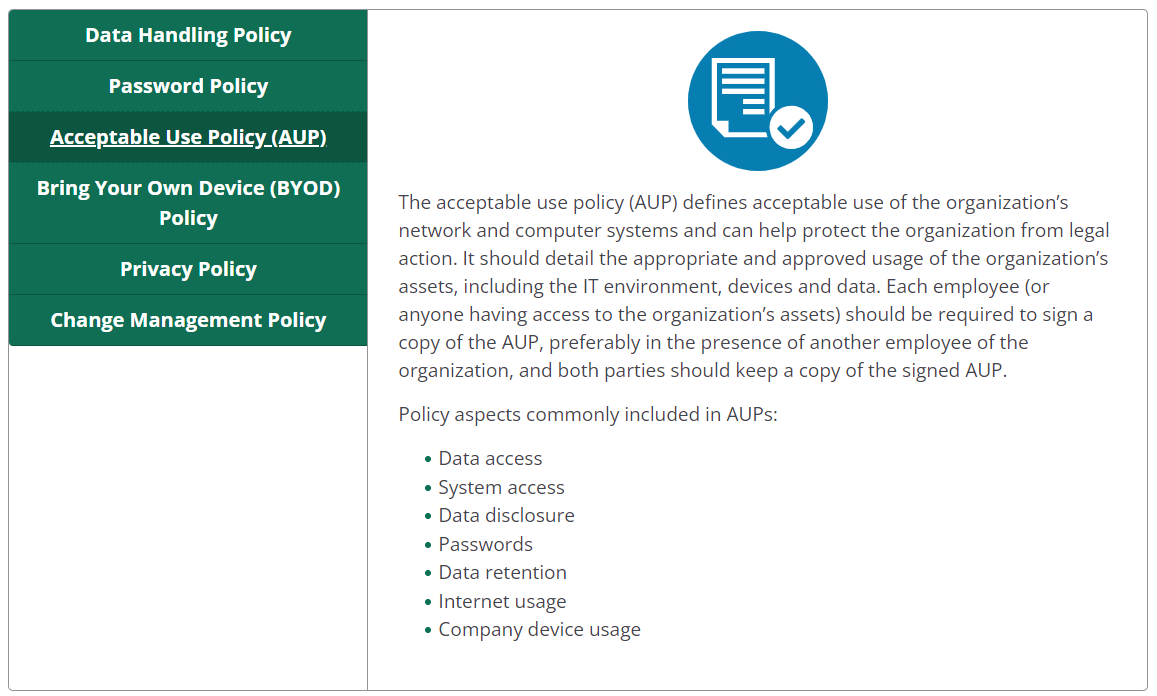 Data Handling Policy
Password Policy
Acceptable Use Policy (AUP)
Bring Your Own Device (BYOD)
Policy
Privacy Policy
Change Management Policy
The acceptable use policy (AUP) defines acceptable use of the organization’s
network and computer systems and can help protect the organization from legal
action. It should detail the appropriate and approved usage of the organization’s
assets, including the IT environment, devices and data. Each employee (or
anyone having access to the organization’s assets) should be required to sign a
copy of the AUP, preferably in the presence of another employee of the
organization, and both parties should keep a copy of the signed AUP.
Policy aspects commonly included in AUPs:
• Data access
• System access
• Data disclosure
• Passwords
• Data retention
• Internet usage
• Company device usage